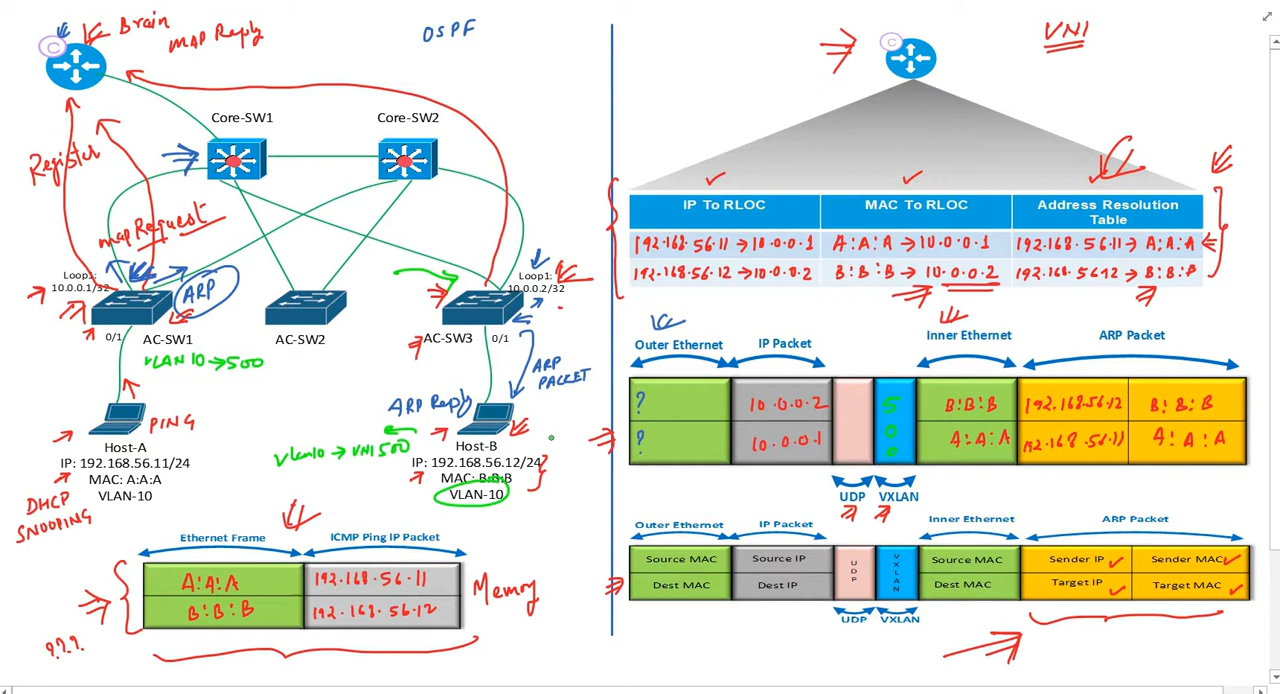 Brain
MAP Reply
C
OSPF
Core-SW1
Core-SW2
Register
map Request
Loop1:
10.0.0.1/32
ARP
Loop1:
10.0.0.2/32
0/1
AC-SW1
AC-SW2
AC-SW3
0/1
VLAN 10 → 500
ARP
PACKET
ARP Reply
PING
Host-A
IP: 192.168.56.11/24
MAC: A:A:A
VLAN-10
Vlan10 → VNI 500
Host-B
IP: 192.168.56.12/24
MAC: B:B:B
VLAN-10
DHCP
SNOOPING
Ethernet Frame
ICMP Ping IP Packet
A:A:A
192.168.56.11
B:B:B
192.168.56.12
Memory
???
VNI
C
IP To RLOC
MAC To RLOC
Address Resolution
Table
192.168.56.11 → 10.0.0.1
A:A:A → 10.0.0.1
192.168.56.11 → A:A:A
192.168.56.12 → 10.0.0.2
B:B:B → 10.0.0.2
192.168.5612 → B:B:B
Outer Ethernet
IP Packet
Inner Ethernet
ARP Packet
?
10.0.0.2
500
B:B:B
192.168.56.12
B:B:B
?
10.0.0.1
A:A:A
192.168.56.11
A:A:A
UDP
VXLAN
Outer Ethernet
IP Packet
Inner Ethernet
ARP Packet
Source MAC
Source IP
UDP
VXLAN
Source MAC
Sender IP
Sender MAC
Dest MAC
Dest IP
Dest MAC
Target IP
Target MAC
UDP
VXLAN